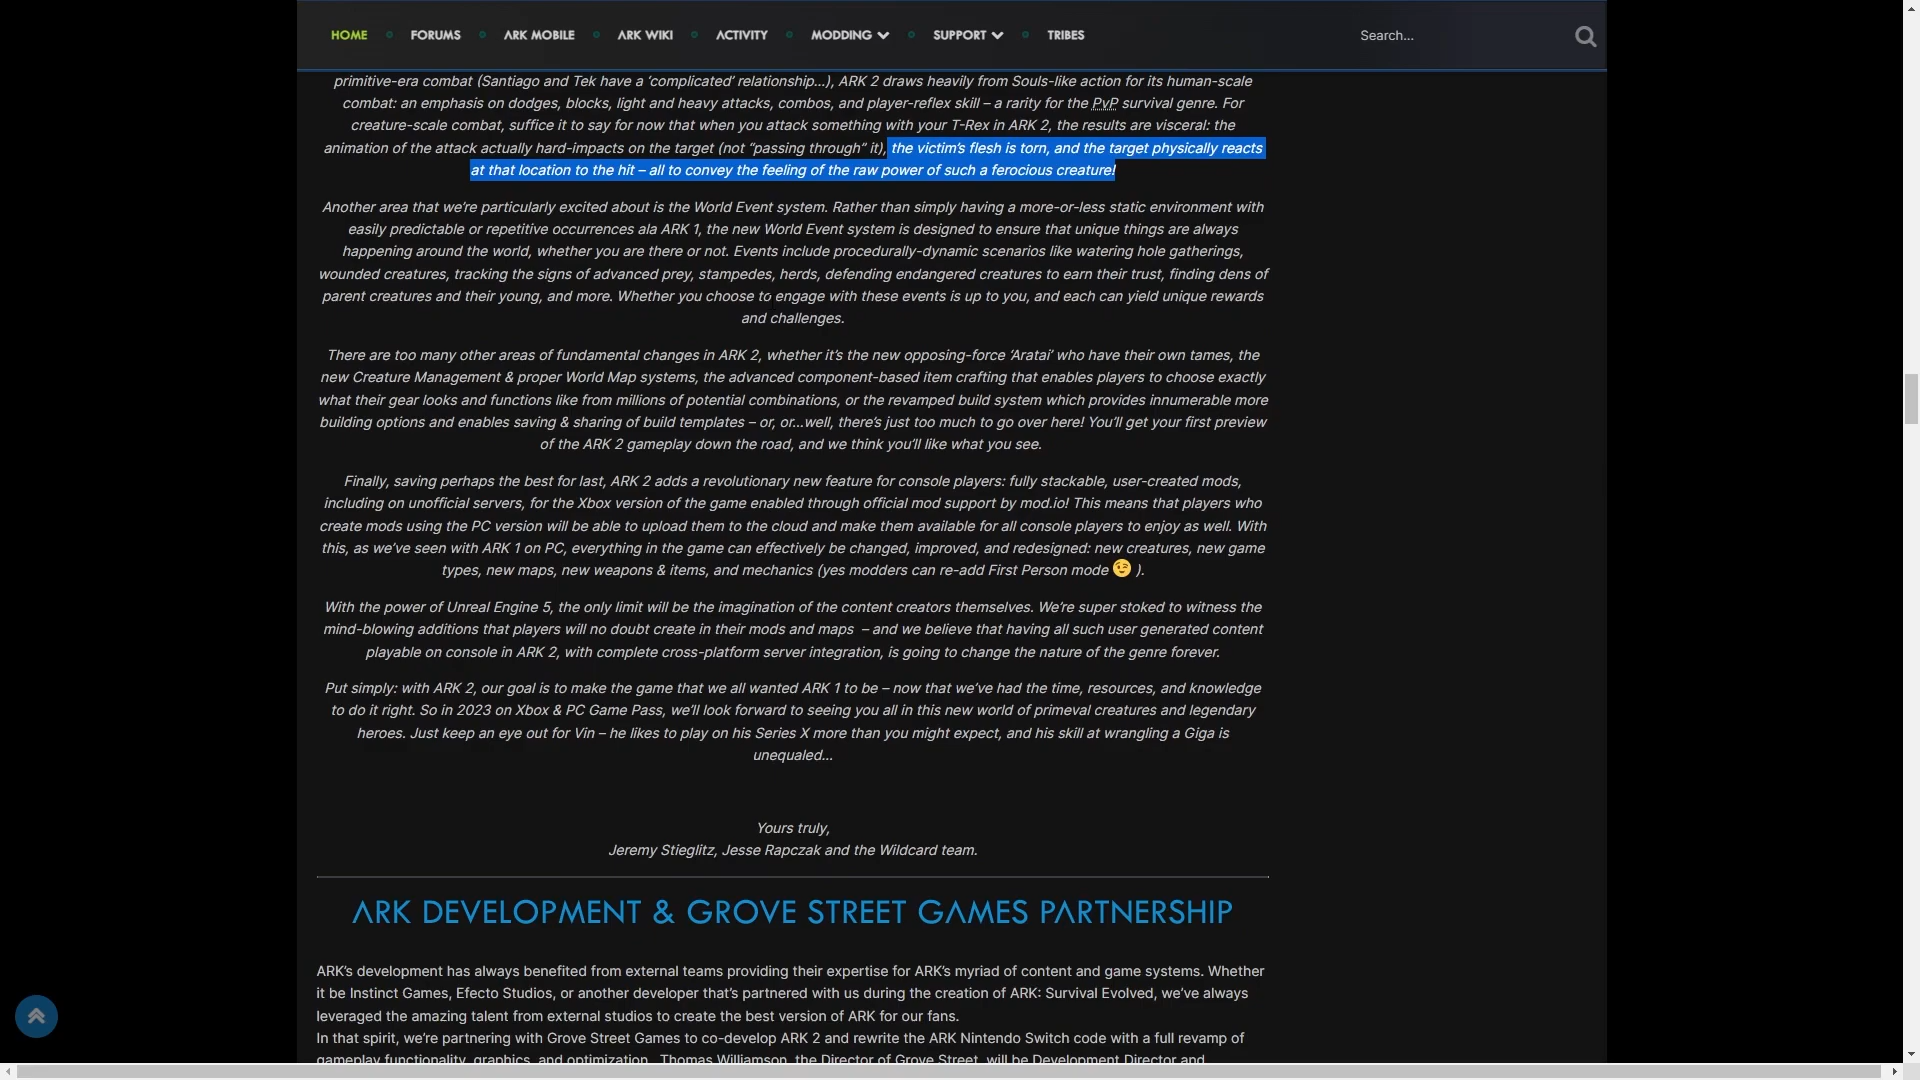 HOME FORUMS ARK MOBILE ARK WIKI ACTIVITY MODDING SUPPORT TRIBES Search...
primitive-era combat (Santiago and Tek have a ‘complicated’ relationship...), ARK 2 draws heavily from Souls-like action for its human-scale
combat: an emphasis on dodges, blocks, light and heavy attacks, combos, and player-reflex skill – a rarity for the PvP survival genre. For
creature-scale combat, suffice it to say for now that when you attack something with your T-Rex in ARK 2, the results are visceral: the
animation of the attack actually hard-impacts on the target (not “passing through” it), the victim’s flesh is torn, and the target physically reacts
at that location to the hit – all to convey the feeling of the raw power of such a ferocious creature!
Another area that we’re particularly excited about is the World Event system. Rather than simply having a more-or-less static environment with
easily predictable or repetitive occurrences ala ARK 1, the new World Event system is designed to ensure that unique things are always
happening around the world, whether you are there or not. Events include procedurally-dynamic scenarios like watering hole gatherings,
wounded creatures, tracking the signs of advanced prey, stampedes, herds, defending endangered creatures to earn their trust, finding dens of
parent creatures and their young, and more. Whether you choose to engage with these events is up to you, and each can yield unique rewards
and challenges.
There are too many other areas of fundamental changes in ARK 2, whether it’s the new opposing-force ‘Aratai’ who have their own tames, the
new Creature Management & proper World Map systems, the advanced component-based item crafting that enables players to choose exactly
what their gear looks and functions like from millions of potential combinations, or the revamped build system which provides innumerable more
building options and enables saving & sharing of build templates – or, or...well, there’s just too much to go over here! You’ll get your first preview
of the ARK 2 gameplay down the road, and we think you’ll like what you see.
Finally, saving perhaps the best for last, ARK 2 adds a revolutionary new feature for console players: fully stackable, user-created mods,
including on unofficial servers, for the Xbox version of the game enabled through official mod support by mod.io! This means that players who
create mods using the PC version will be able to upload them to the cloud and make them available for all console players to enjoy as well. With
this, as we’ve seen with ARK 1 on PC, everything in the game can effectively be changed, improved, and redesigned: new creatures, new game
types, new maps, new weapons & items, and mechanics (yes modders can re-add First Person mode 😉 ).
With the power of Unreal Engine 5, the only limit will be the imagination of the content creators themselves. We’re super stoked to witness the
mind-blowing additions that players will no doubt create in their mods and maps – and we believe that having all such user generated content
playable on console in ARK 2, with complete cross-platform server integration, is going to change the nature of the genre forever.
Put simply: with ARK 2, our goal is to make the game that we all wanted ARK 1 to be – now that we’ve had the time, resources, and knowledge
to do it right. So in 2023 on Xbox & PC Game Pass, we’ll look forward to seeing you all in this new world of primeval creatures and legendary
heroes. Just keep an eye out for Vin – he likes to play on his Series X more than you might expect, and his skill at wrangling a Giga is
unequaled...
Yours truly,
Jeremy Stieglitz, Jesse Rapczak and the Wildcard team.
ARK DEVELOPMENT & GROVE STREET GAMES PARTNERSHIP
ARK’s development has always benefited from external teams providing their expertise for ARK’s myriad of content and game systems. Whether
it be Instinct Games, Efecto Studios, or another developer that’s partnered with us during the creation of ARK: Survival Evolved, we’ve always
leveraged the amazing talent from external studios to create the best version of ARK for our fans.
In that spirit, we’re partnering with Grove Street Games to co-develop ARK 2 and rewrite the ARK Nintendo Switch code with a full revamp of
gameplay functionality, graphics, and optimization. Thomas Williamson, the Director of Grove Street, will be Development Director and